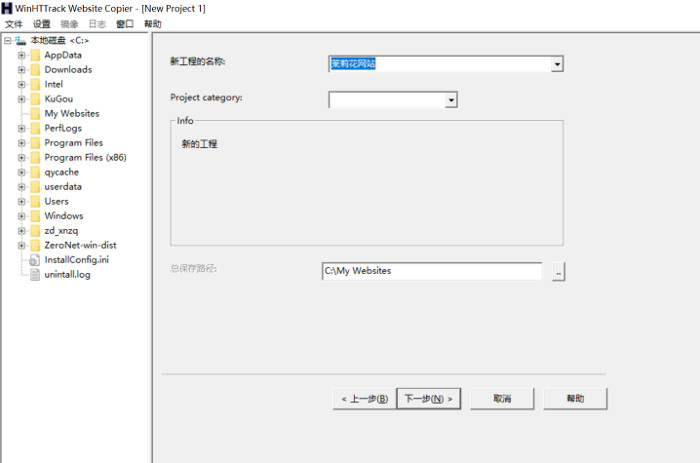 WinHTTrack Website Copier - [New Project 1]
文件 设置 镜像 日志 窗口 帮助
本地磁盘 <C:>
AppData
Downloads
Intel
KuGou
My Websites
PerfLogs
Program Files
Program Files (x86)
qycache
userdata
Users
Windows
zd_xnzq
ZeroNet-win-dist
InstallConfig.ini
unintall.log
新工程的名称:
茉莉花网站
Project category:
Info
新的工程
总保存路径:
C:\My Websites
..
< 上一步(B) 下一步(N) > 取消 帮助